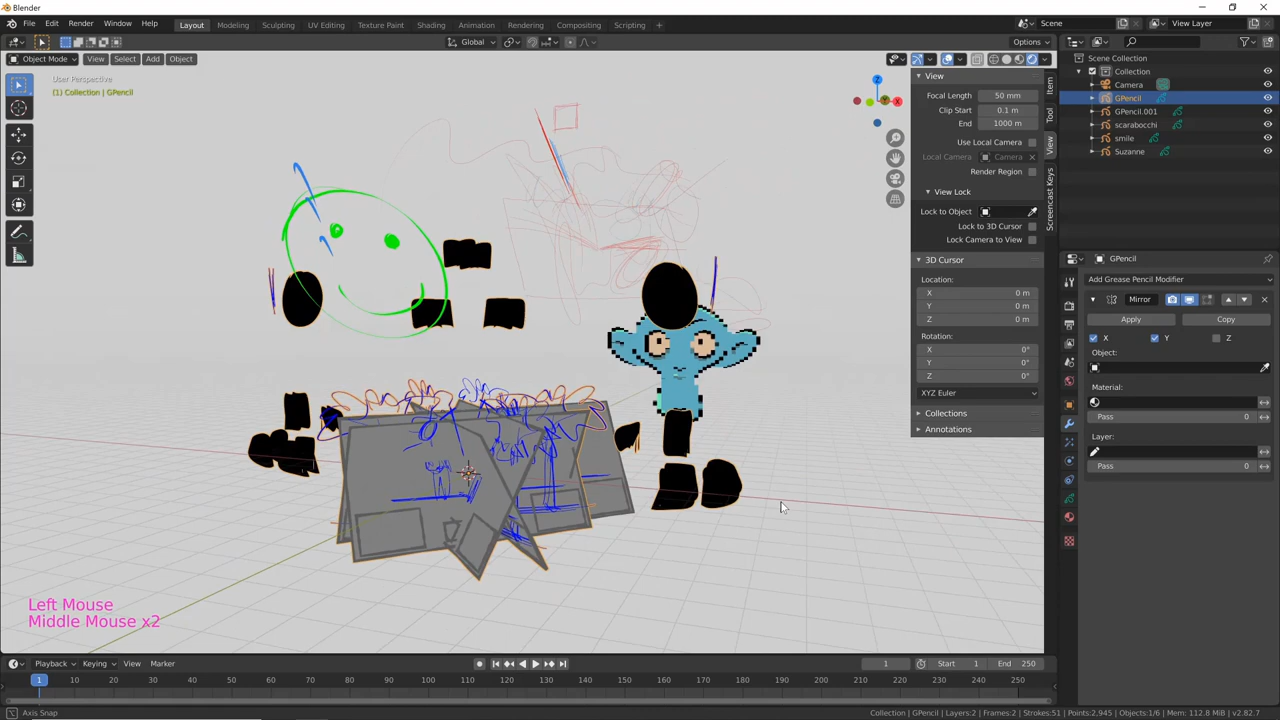 Blender
File Edit Render Window Help
Layout Modeling Sculpting UV Editing Texture Paint Shading Animation Rendering Compositing Scripting +
Scene
View Layer
Global
Options
Object Mode View Select Add Object
User Perspective
(1) Collection | GPencil
Z
X
View
Focal Length 50 mm
Clip Start 0.1 m
End 1000 m
Use Local Camera
Local Camera Camera
Render Region
View Lock
Lock to Object
Lock to 3D Cursor
Lock Camera to View
3D Cursor
Location:
X 0 m
Y 0 m
Z 0 m
Rotation:
X 0°
Y 0°
Z 0°
XYZ Euler
Collections
Annotations
Item
Tool
View
Screencast Keys
Scene Collection
Collection
Camera
GPencil
GPencil.001
scarabocchi
smile
Suzanne
GPencil
Add Grease Pencil Modifier
Mirror
Apply Copy
X Y Z
Object:
Material:
Pass 0
Layer:
Pass 0
Left Mouse
Middle Mouse x2
Playback Keying View Marker
1 Start 1 End 250
1 10 20 30 40 50 60 70 80 90 100 110 120 130 140 150 160 170 180 190 200 210 220 230 240 250
Axis Snap
Collection | GPencil | Layers:2 | Frames:2 | Strokes:51 | Points:2,945 | Objects:1/6 | Mem: 112.8 MiB | v2.82.7